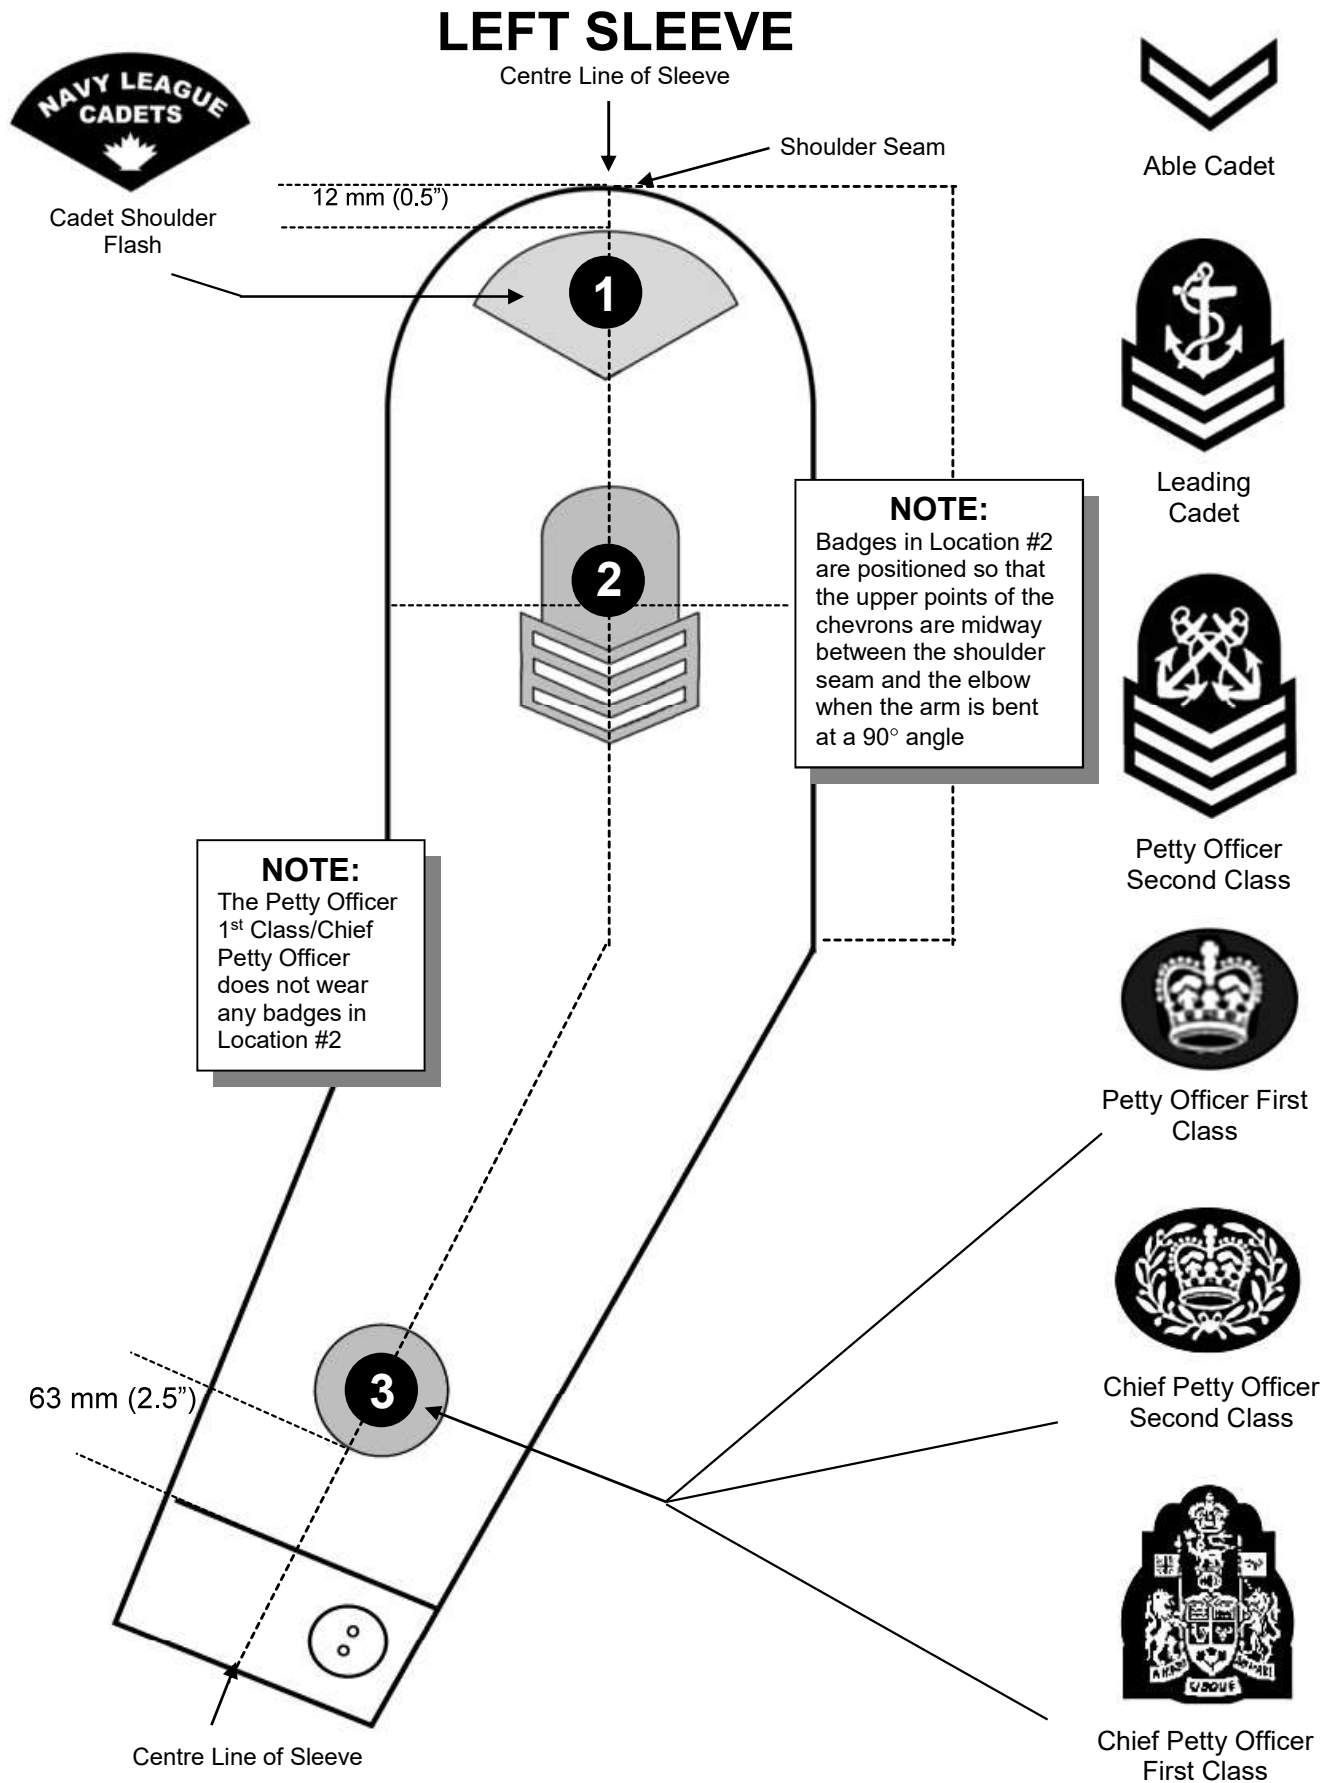 LEFT SLEEVE
Centre Line of Sleeve
NAVY LEAGUE
CADETS
Cadet Shoulder
Flash
12 mm (0.5”)
Shoulder Seam
1
Able Cadet
Leading
Cadet
2
NOTE:
Badges in Location #2
are positioned so that
the upper points of the
chevrons are midway
between the shoulder
seam and the elbow
when the arm is bent
at a 90° angle
Petty Officer
Second Class
NOTE:
The Petty Officer
1st Class/Chief
Petty Officer
does not wear
any badges in
Location #2
Petty Officer First
Class
3
63 mm (2.5”)
Chief Petty Officer
Second Class
Chief Petty Officer
First Class
Centre Line of Sleeve